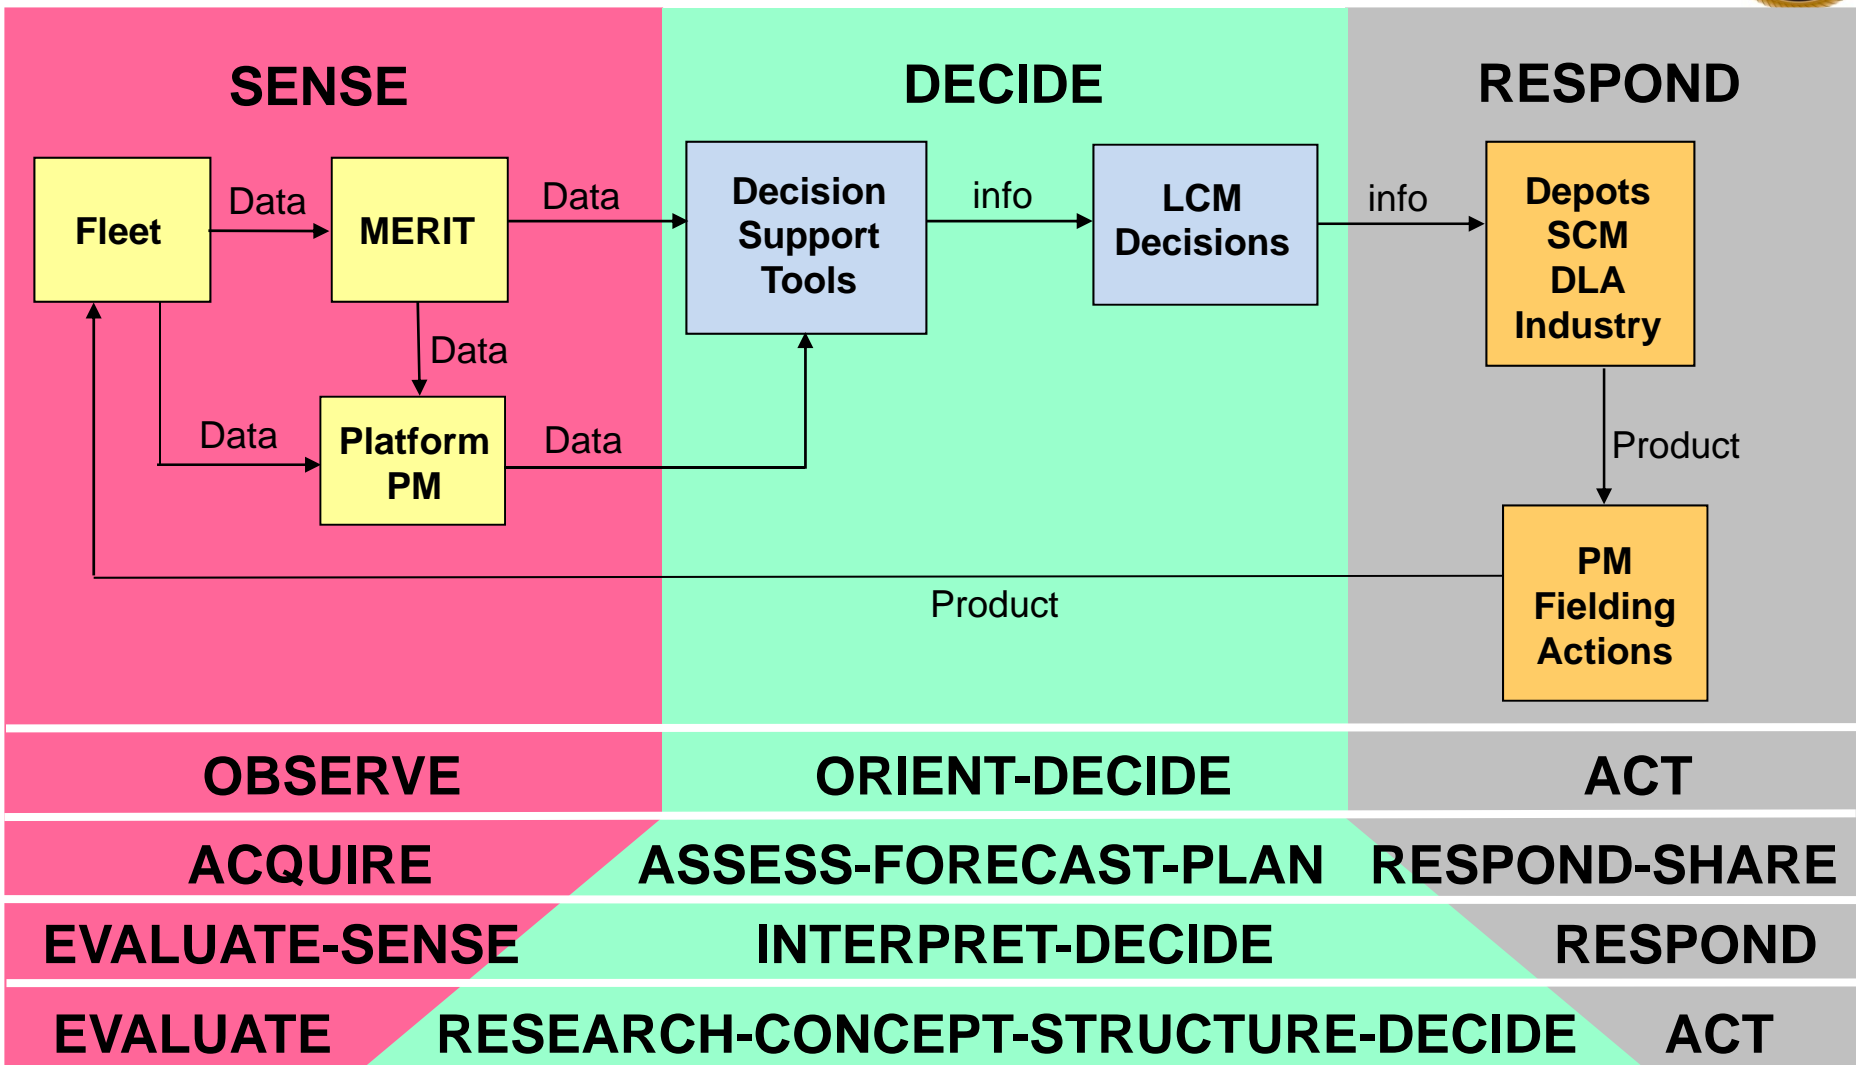 SENSE
DECIDE
RESPOND
Fleet
Data
MERIT
Data
Decision
Support
Tools
info
LCM
Decisions
info
Depots
SCM
DLA
Industry
Data
Data
Platform
PM
Data
Product
PM
Fielding
Actions
Product
OBSERVE
ORIENT-DECIDE
ACT
ACQUIRE
ASSESS-FORECAST-PLAN
RESPOND-SHARE
EVALUATE-SENSE
INTERPRET-DECIDE
RESPOND
EVALUATE
RESEARCH-CONCEPT-STRUCTURE-DECIDE
ACT